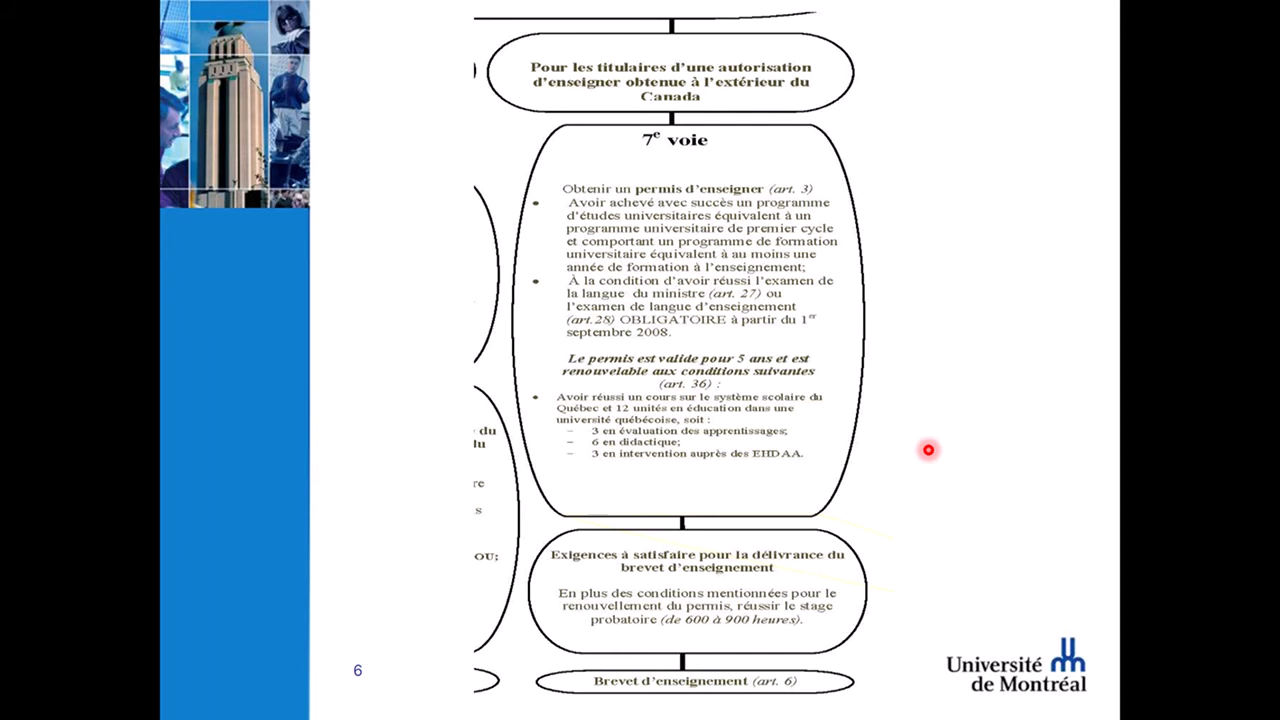 Pour les titulaires d'une autorisation
d'enseigner obtenue à l'extérieur du
Canada
7e voie
Obtenir un permis d'enseigner (art. 3)
• Avoir achevé avec succès un programme
d'études universitaires équivalent à un
programme universitaire de premier cycle
et comportant un programme de formation
universitaire équivalent à au moins une
année de formation à l'enseignement;
• À la condition d'avoir réussi l'examen de
la langue du ministre (art. 27) ou
l'examen de langue d'enseignement
(art.28) OBLIGATOIRE à partir du 1er
septembre 2008.
Le permis est valide pour 5 ans et est
renouvelable aux conditions suivantes
(art. 36) :
• Avoir réussi un cours sur le système scolaire du
Québec et 12 unités en éducation dans une
université québécoise, soit :
– 3 en évaluation des apprentissages;
– 6 en didactique;
– 3 en intervention auprès des EHDAA.
du
lu
re
s
OU;
Exigences à satisfaire pour la délivrance du
brevet d'enseignement
En plus des conditions mentionnées pour le
renouvellement du permis, réussir le stage
probatoire (de 600 à 900 heures).
Brevet d'enseignement (art. 6)
6
Université
de Montréal